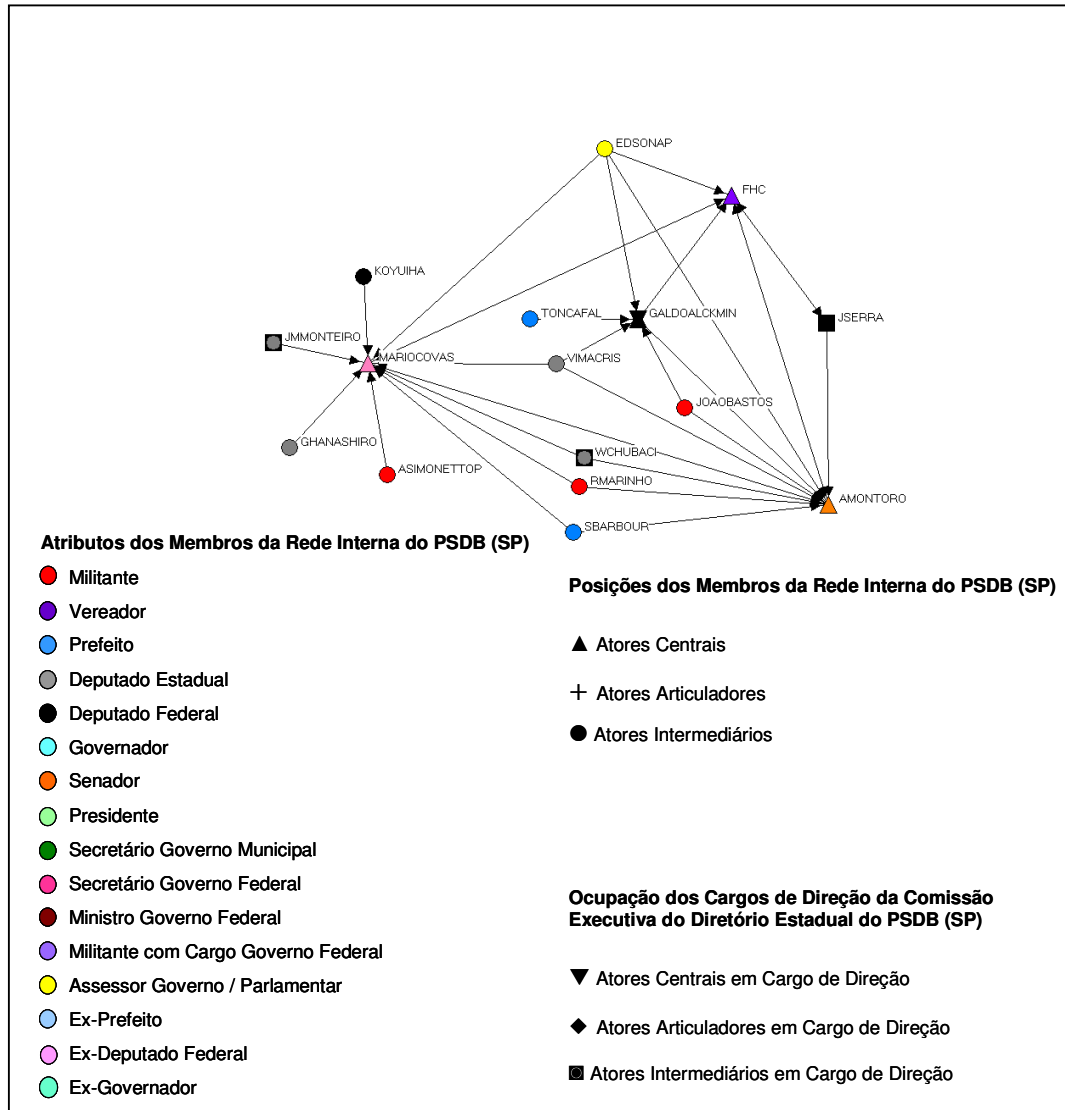 EDSONAP
FHC
KOYUIHA
TONCAFAL
GALDOALCKMIN
JSERRA
JMMONTEIRO
MARIOCOVAS
VIMACRIS
JOAOBASTOS
GHANASHIRO
WCHUBACI
ASIMONETTOP
RMARINHO
AMONTORO
SBARBOUR
Atributos dos Membros da Rede Interna do PSDB (SP)
Militante
Vereador
Prefeito
Deputado Estadual
Deputado Federal
Governador
Senador
Presidente
Secretário Governo Municipal
Secretário Governo Federal
Ministro Governo Federal
Militante com Cargo Governo Federal
Assessor Governo / Parlamentar
Ex-Prefeito
Ex-Deputado Federal
Ex-Governador
Posições dos Membros da Rede Interna do PSDB (SP)
Atores Centrais
Atores Articuladores
Atores Intermediários
Ocupação dos Cargos de Direção da Comissão
Executiva do Diretório Estadual do PSDB (SP)
Atores Centrais em Cargo de Direção
Atores Articuladores em Cargo de Direção
Atores Intermediários em Cargo de Direção